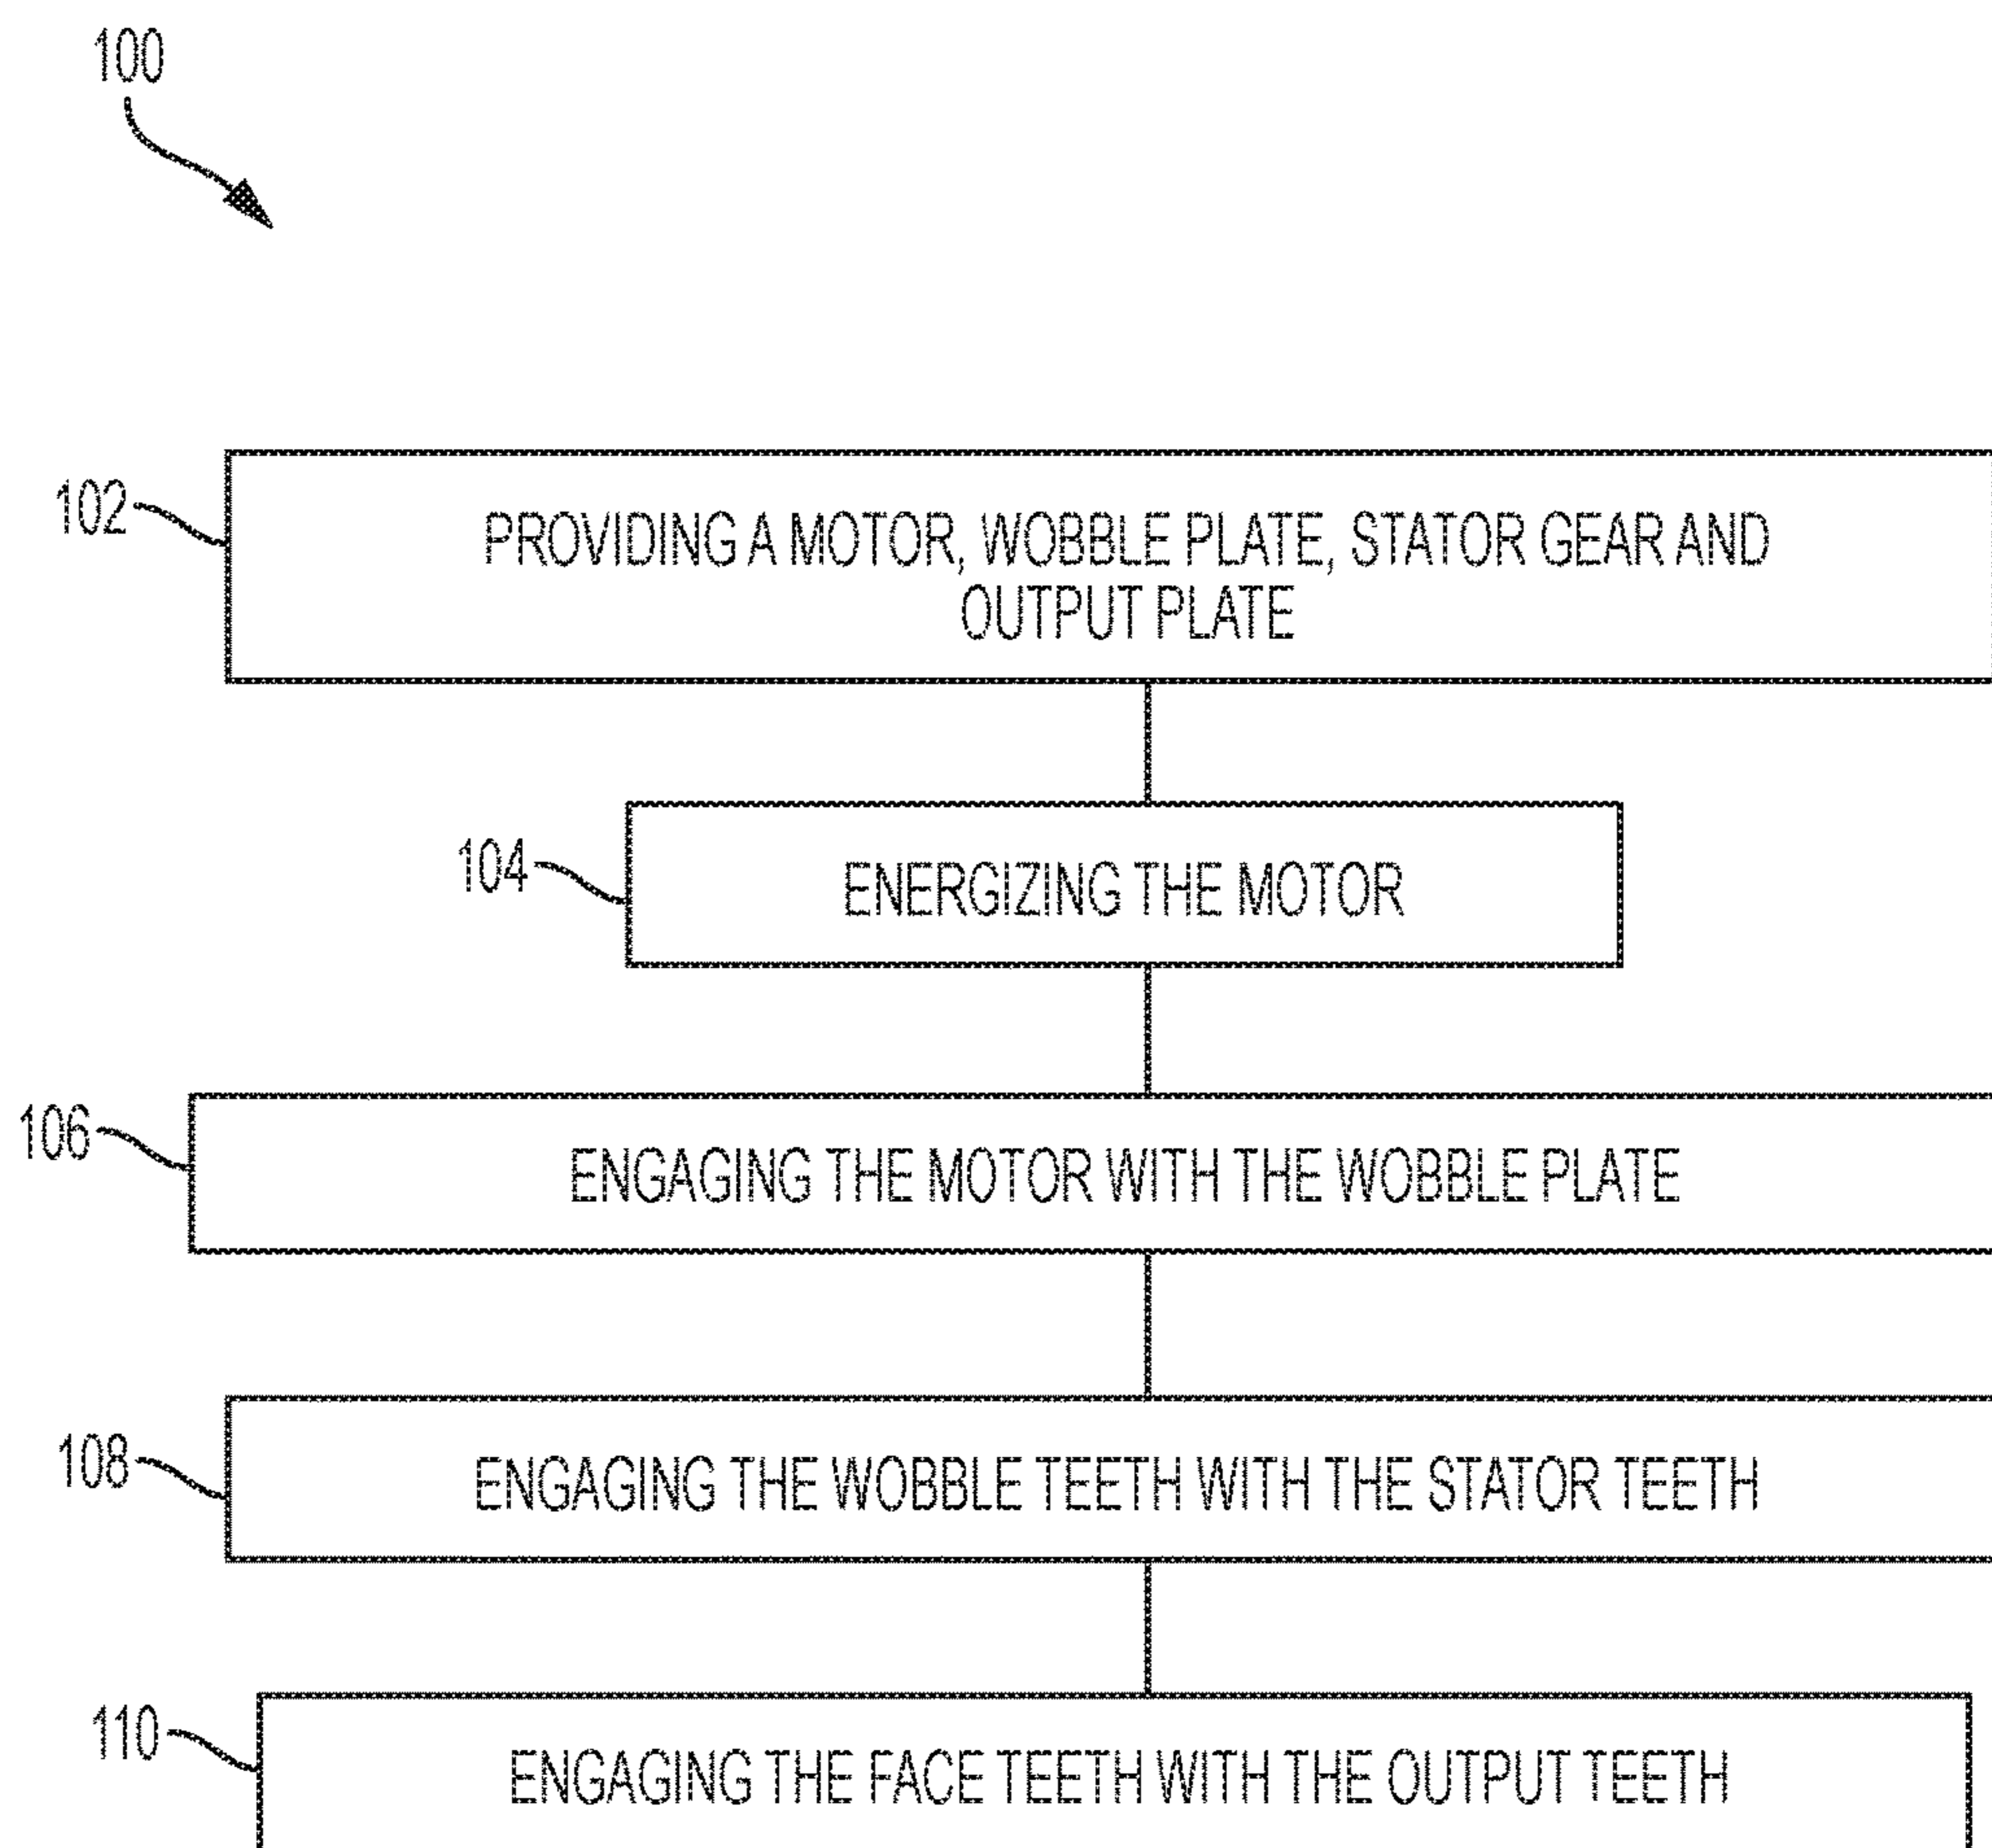 100
102
PROVIDING A MOTOR, WOBBLE PLATE, STATOR GEAR AND
OUTPUT PLATE
104
ENERGIZING THE MOTOR
106
ENGAGING THE MOTOR WITH THE WOBBLE PLATE
108
ENGAGING THE WOBBLE TEETH WITH THE STATOR TEETH
110
ENGAGING THE FACE TEETH WITH THE OUTPUT TEETH